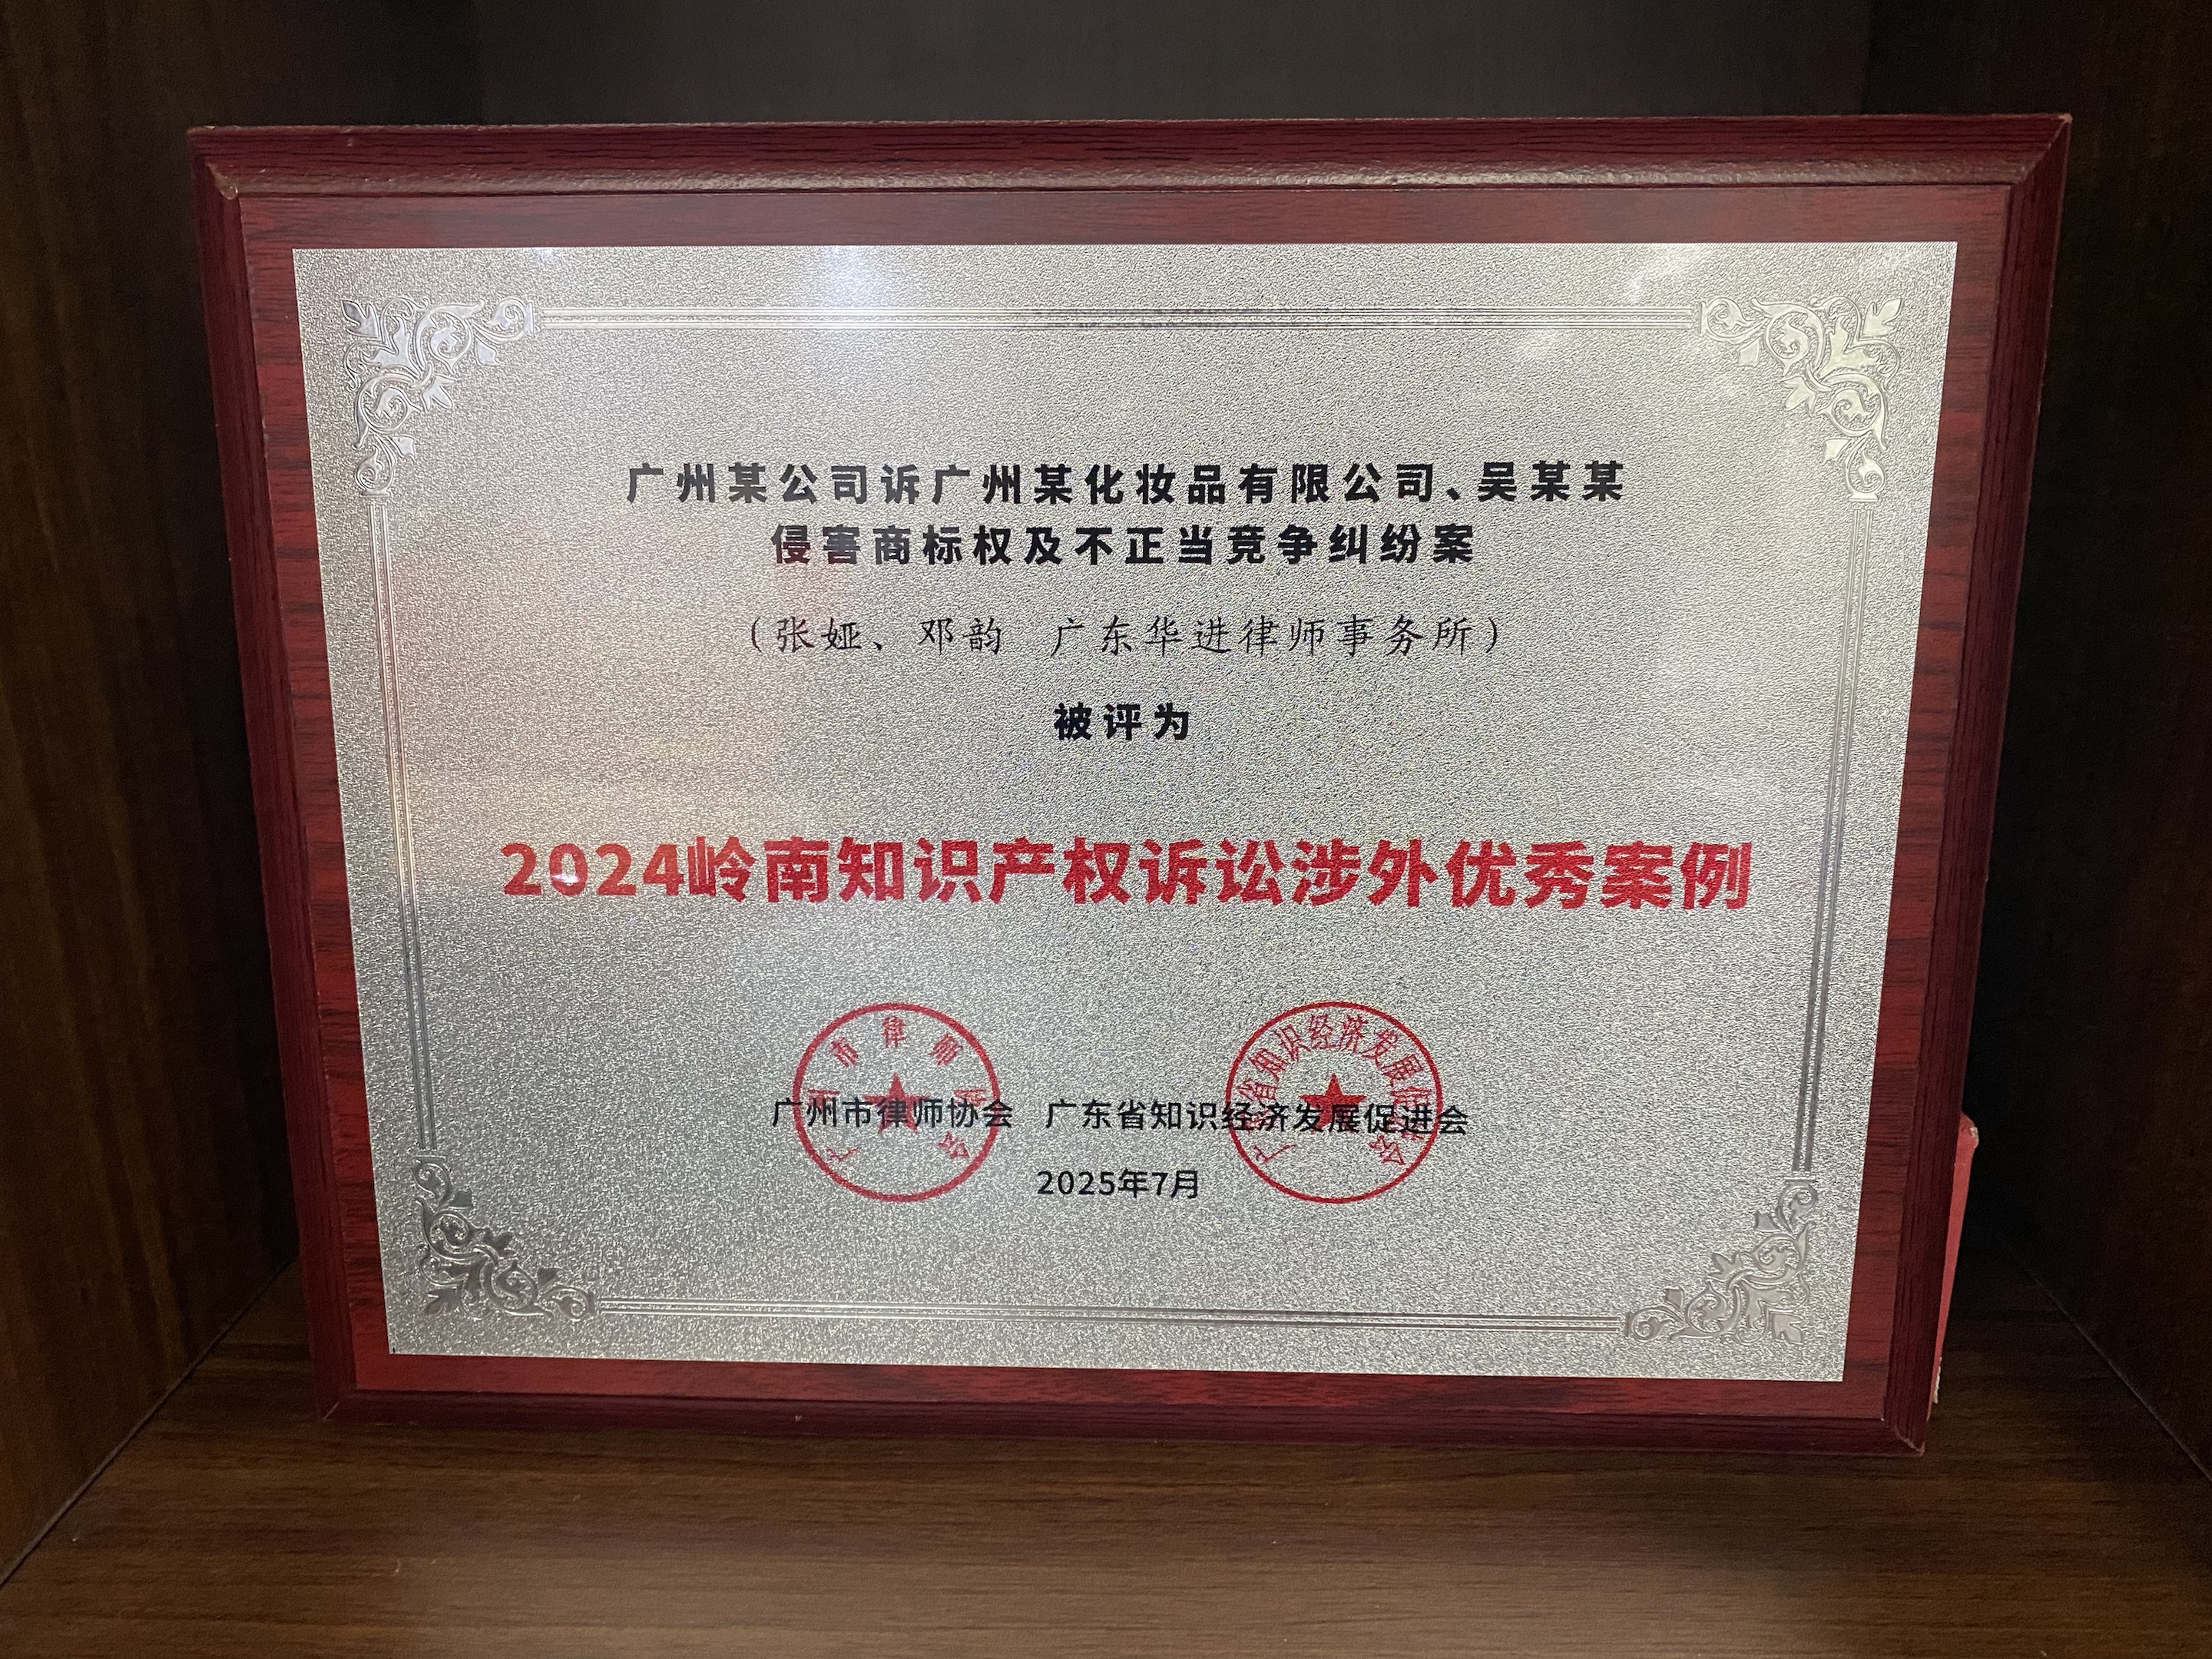 广州某公司诉广州某化妆品有限公司、吴某某
侵害商标权及不正当竞争纠纷案
（张娅、邓韵　广东华进律师事务所）
被评为
2024岭南知识产权诉讼涉外优秀案例
广州市律师协会　广东省知识经济发展促进会
2025年7月